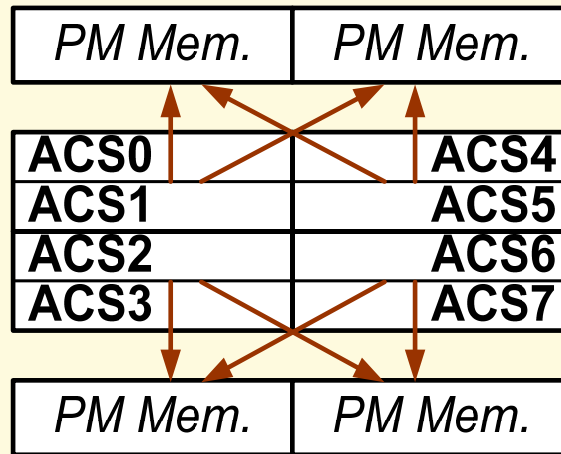 PM Mem. PM Mem.
ACS0 ACS4
ACS1 ACS5
ACS2 ACS6
ACS3 ACS7
PM Mem. PM Mem.